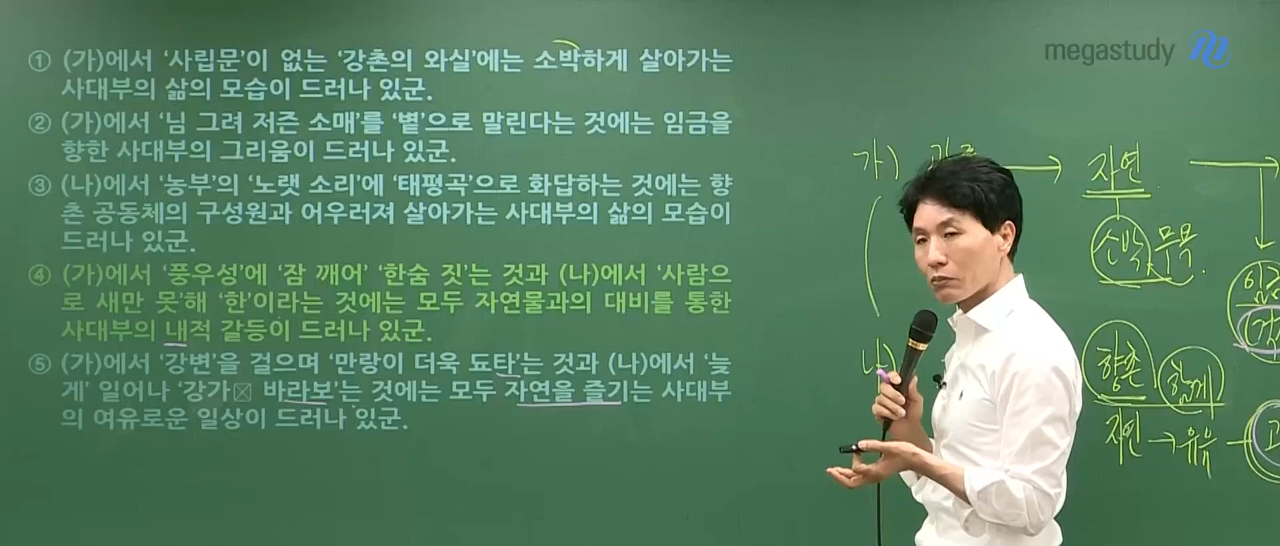 megastudy
① (가)에서 ‘사립문’이 없는 ‘강촌의 와실’에는 소박하게 살아가는
사대부의 삶의 모습이 드러나 있군.
② (가)에서 ‘님 그려 저즌 소매’를 ‘볕’으로 말린다는 것에는 임금을
향한 사대부의 그리움이 드러나 있군.
③ (나)에서 ‘농부’의 ‘노랫 소리’에 ‘태평곡’으로 화답하는 것에는 향
촌 공동체의 구성원과 어우러져 살아가는 사대부의 삶의 모습이
드러나 있군.
④ (가)에서 ‘풍우성’에 ‘잠 깨어’ ‘한숨 짓’는 것과 (나)에서 ‘사람으
로 새만 못’해 ‘한’이라는 것에는 모두 자연물과의 대비를 통한
사대부의 내적 갈등이 드러나 있군.
⑤ (가)에서 ‘강변’을 걸으며 ‘만랑이 더욱 됴타’는 것과 (나)에서 ‘늦
게’ 일어나 ‘강가 바라보’는 것에는 모두 자연을 즐기는 사대부
의 여유로운 일상이 드러나 있군.
가) → 자연 →
소박
나)
향촌 함께
자연 →